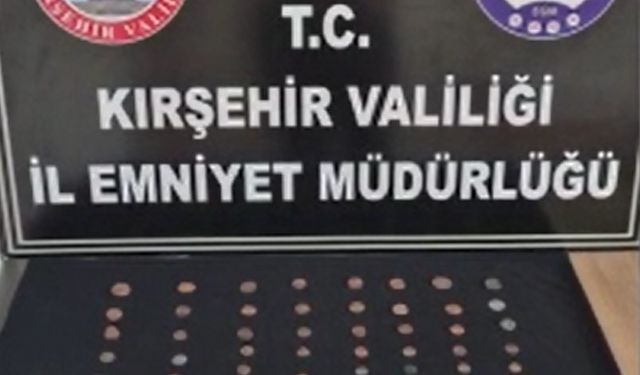 T.C.
KIRŞEHİR VALİLİĞİ
İL EMNİYET MÜDÜRLÜĞÜ